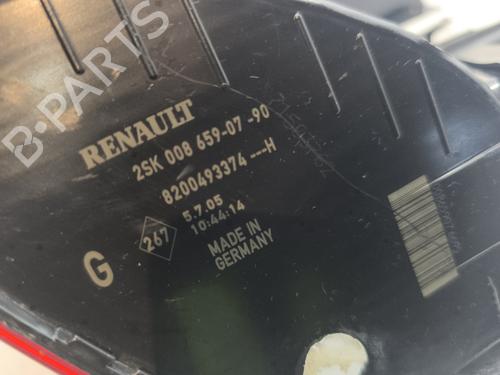 B-PARTS
RENAULT
2SK 008 659-07 -90
8200493374 ---H
5.7.05
10:44:14
267
MADE IN
GERMANY
G